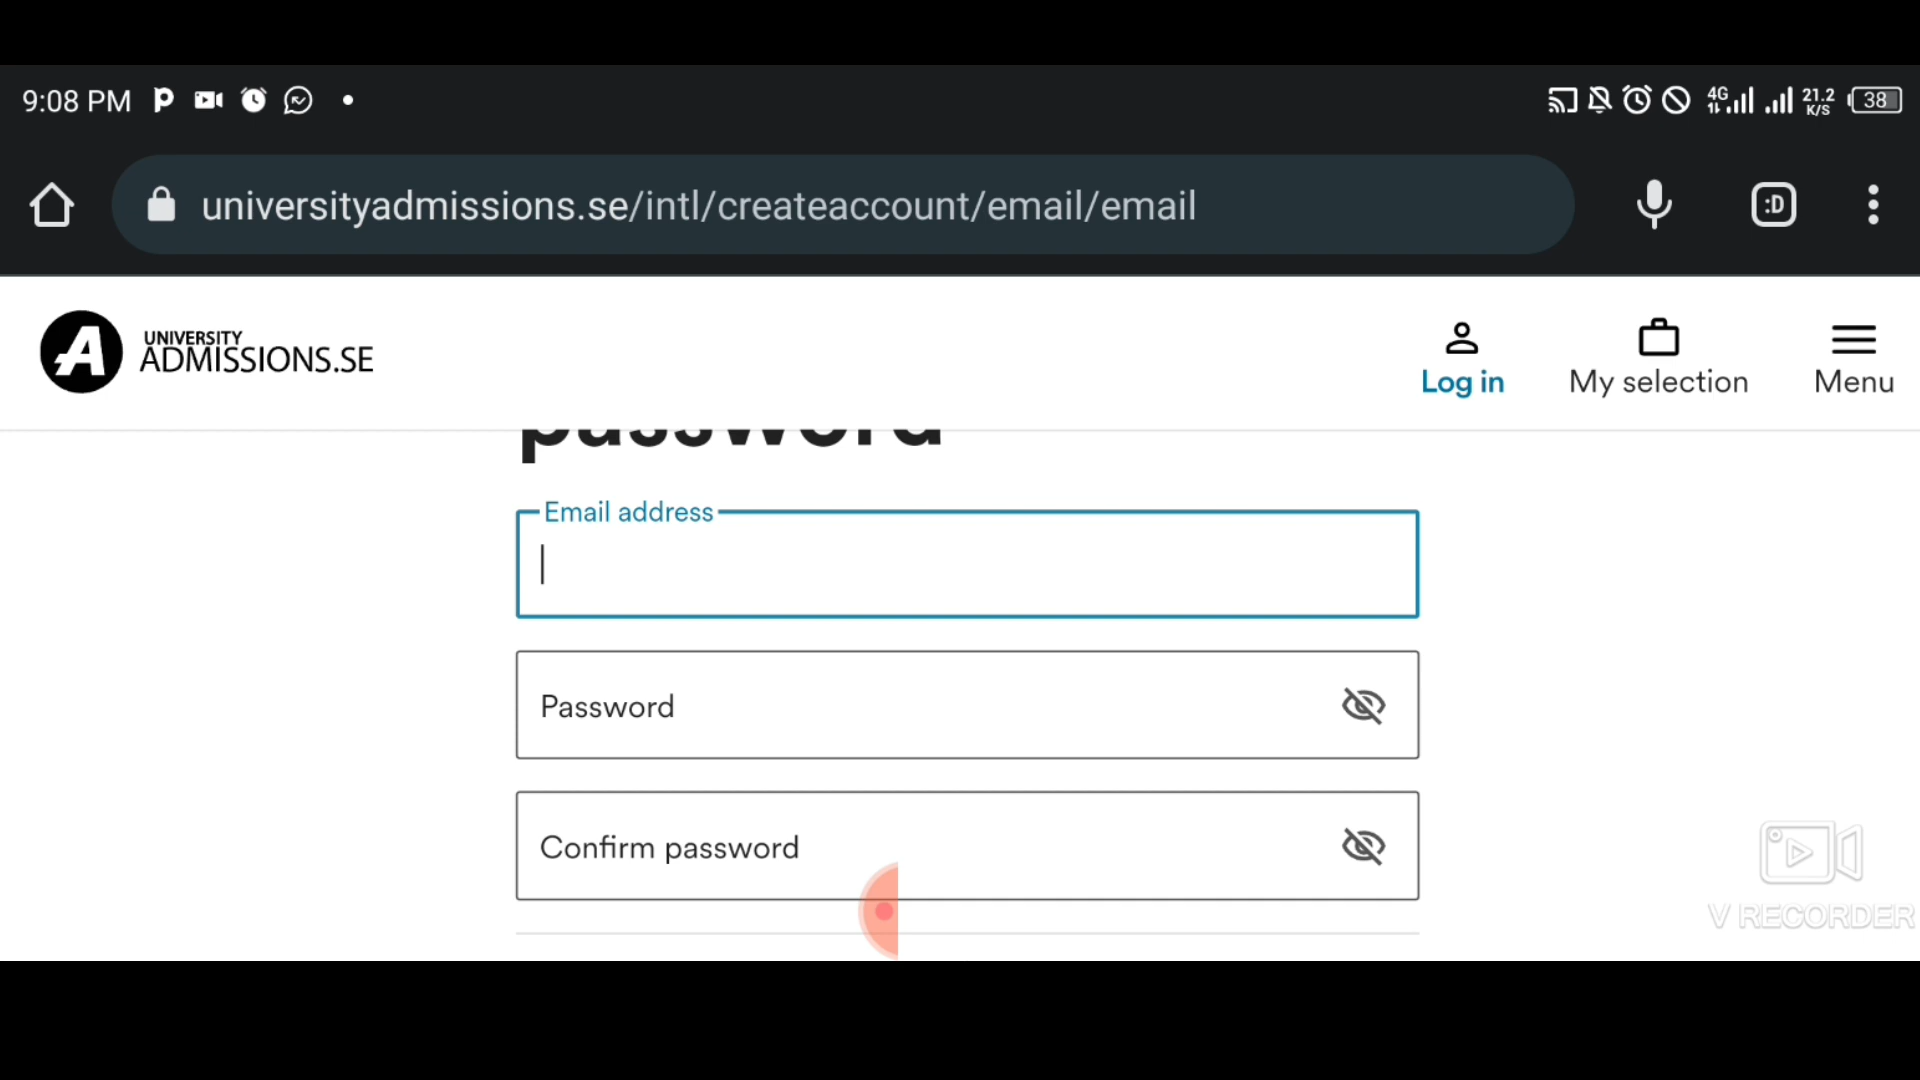 9:08 PM
4G
21.2
K/S
38
universityadmissions.se/intl/createaccount/email/email
:D
A
UNIVERSITY
ADMISSIONS.SE
Log in
My selection
Menu
password
Email address
Password
Confirm password
V RECORDER